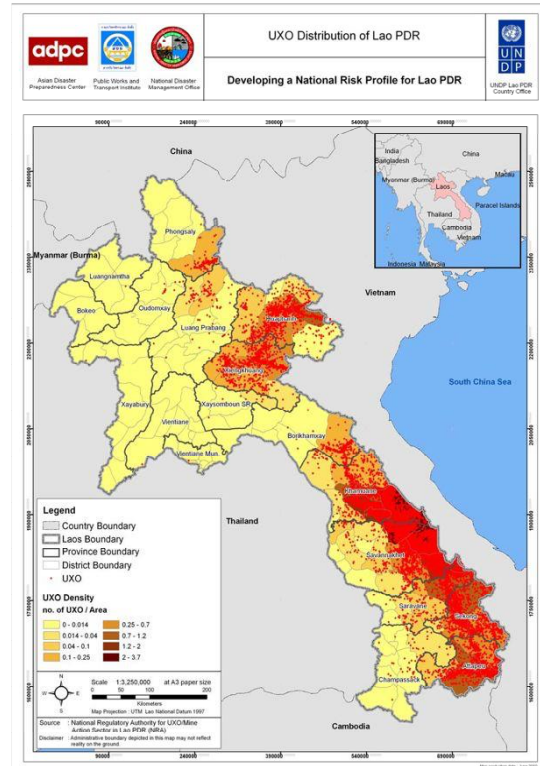 UXO Distribution of Lao PDR
adpc
Asian Disaster
Preparedness Center
Public Works and
Transport Institute
National Disaster
Management Office
Developing a National Risk Profile for Lao PDR
U N
D P
UNDP Lao PDR
Country Office
China
Myanmar (Burma)
Vietnam
South China Sea
Thailand
Cambodia
Phongsaly
Luangnamtha
Bokeo
Oudomxay
Luang Prabang
Huaphanh
Xiengkhuang
Xayabury
Xaysomboun SR
Vientiane
Vientiane Mun.
Borikhamxay
Khamuane
Savannakhet
Saravane
Sekong
Champassack
Attapeu
India
Bangladesh
China
Myanmar (Burma)
Laos
Thailand
Paracel Islands
Cambodia
Vietnam
Indonesia
Malaysia
Legend
Country Boundary
Laos Boundary
Province Boundary
District Boundary
UXO
UXO Density
no. of UXO / Area
0 - 0.014
0.014 - 0.04
0.04 - 0.1
0.1 - 0.25
0.25 - 0.7
0.7 - 1.2
1.2 - 2
2 - 3.7
N
W
E
S
Scale 1:3,250,000 at A3 paper size
0 50 100 200
Kilometers
Map Projection : UTM Lao National Datum 1997
Source : National Regulatory Authority for UXO/Mine
Action Sector in Lao PDR (NRA)
Disclaimer : Administrative boundary depicted in this map may not reflect
reality on the ground.